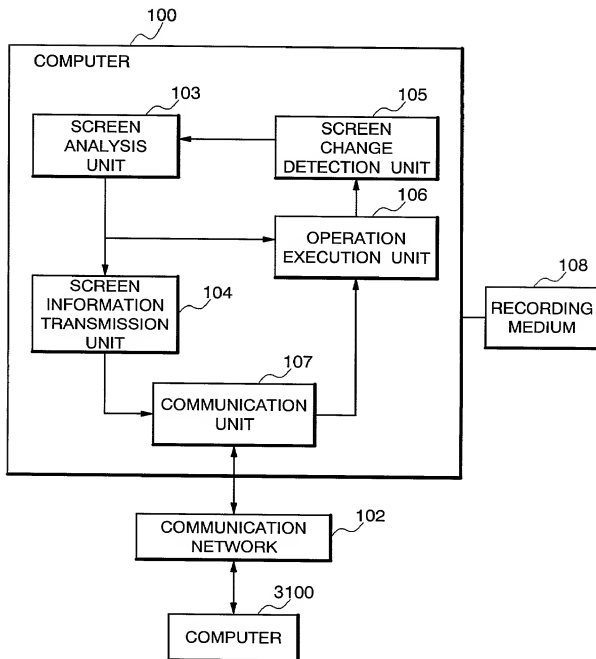 100
COMPUTER
103
SCREEN
ANALYSIS
UNIT
105
SCREEN
CHANGE
DETECTION UNIT
106
OPERATION
EXECUTION UNIT
SCREEN
INFORMATION
TRANSMISSION
UNIT
104
108
RECORDING
MEDIUM
107
COMMUNICATION
UNIT
COMMUNICATION
NETWORK
102
3100
COMPUTER